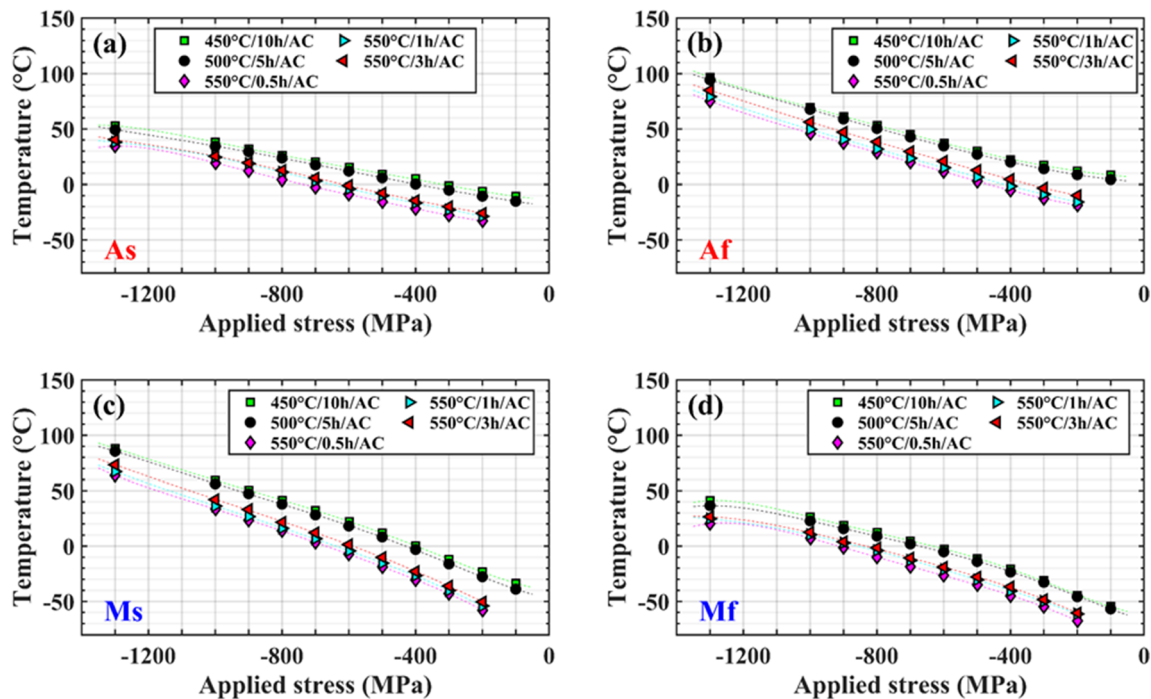 (a)
450°C/10h/AC 550°C/1h/AC
500°C/5h/AC 550°C/3h/AC
550°C/0.5h/AC
Temperature (°C)
150
100
50
0
-50
As
-1200 -800 -400 0
Applied stress (MPa)
(b)
450°C/10h/AC 550°C/1h/AC
500°C/5h/AC 550°C/3h/AC
550°C/0.5h/AC
Temperature (°C)
150
100
50
0
-50
Af
-1200 -800 -400 0
Applied stress (MPa)
(c)
450°C/10h/AC 550°C/1h/AC
500°C/5h/AC 550°C/3h/AC
550°C/0.5h/AC
Temperature (°C)
150
100
50
0
-50
Ms
-1200 -800 -400 0
Applied stress (MPa)
(d)
450°C/10h/AC 550°C/1h/AC
500°C/5h/AC 550°C/3h/AC
550°C/0.5h/AC
Temperature (°C)
150
100
50
0
-50
Mf
-1200 -800 -400 0
Applied stress (MPa)